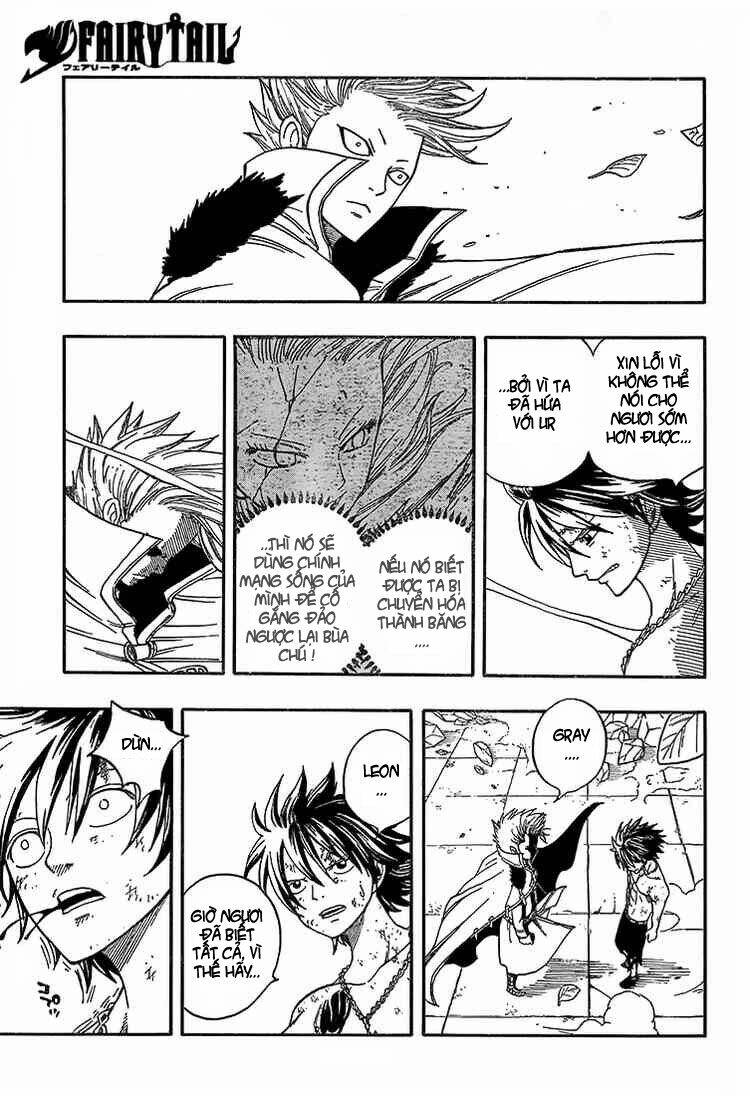 FAIRY TAIL
フェアリーテイル
XIN LỖI VÌ
KHÔNG THỂ
NÓI CHO
NGƯƠI SỚM
HƠN ĐƯỢC...
...BỞI VÌ TA
ĐÃ HỨA
VỚI UR
NẾU NÓ BIẾT
ĐƯỢC TA BỊ
CHUYỂN HÓA
THÀNH BĂNG
....
...THÌ NÓ SẼ
DÙNG CHÍNH
MẠNG SỐNG CỦA
MÌNH ĐỂ CỐ
GẮNG ĐẢO
NGƯỢC LẠI BÙA
CHÚ !
GRAY
....
LEON
...
GIỜ NGƯƠI
ĐÃ BIẾT
TẤT CẢ, VÌ
THẾ HÃY...
DỪN...